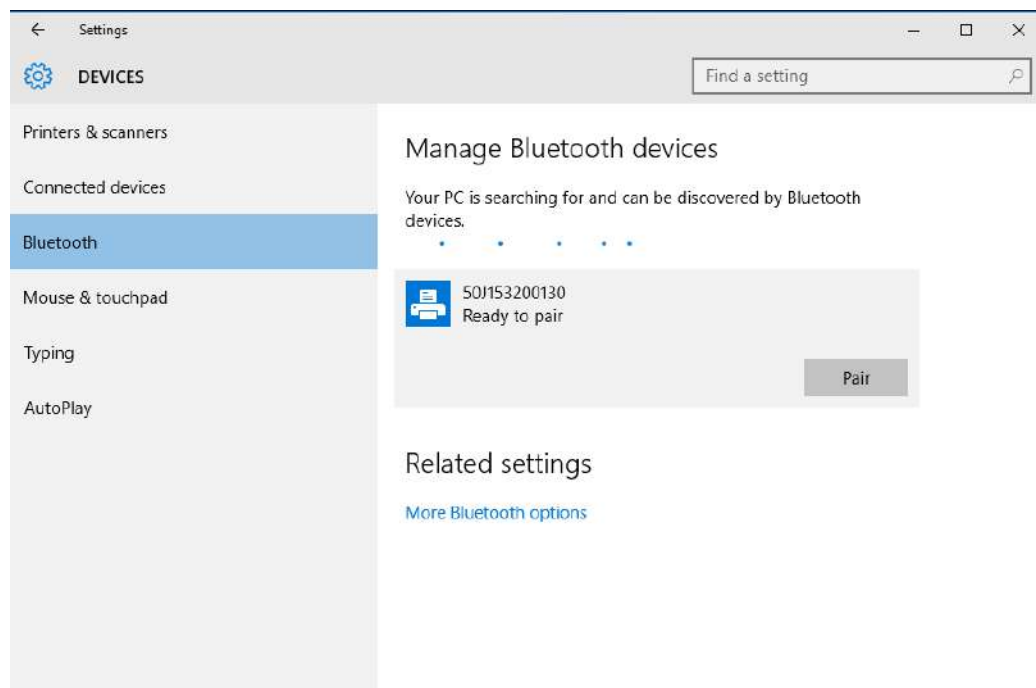 Settings
DEVICES
Find a setting
Printers & scanners
Connected devices
Bluetooth
Mouse & touchpad
Typing
AutoPlay
Manage Bluetooth devices
Your PC is searching for and can be discovered by Bluetooth
devices.
50J153200130
Ready to pair
Pair
Related settings
More Bluetooth options